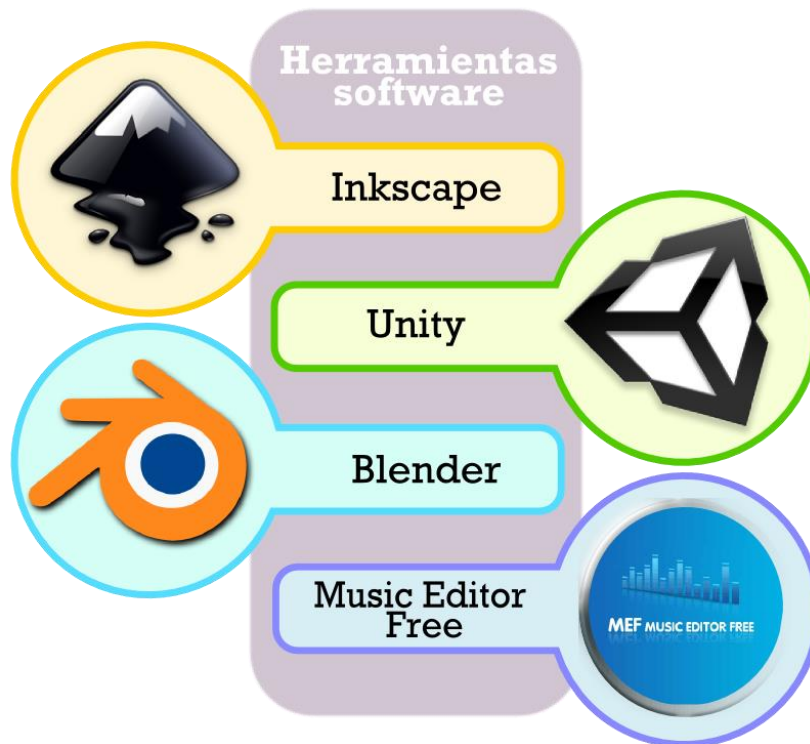 Herramientas
software
Inkscape
Unity
Blender
Music Editor
Free
MEF MUSIC EDITOR FREE